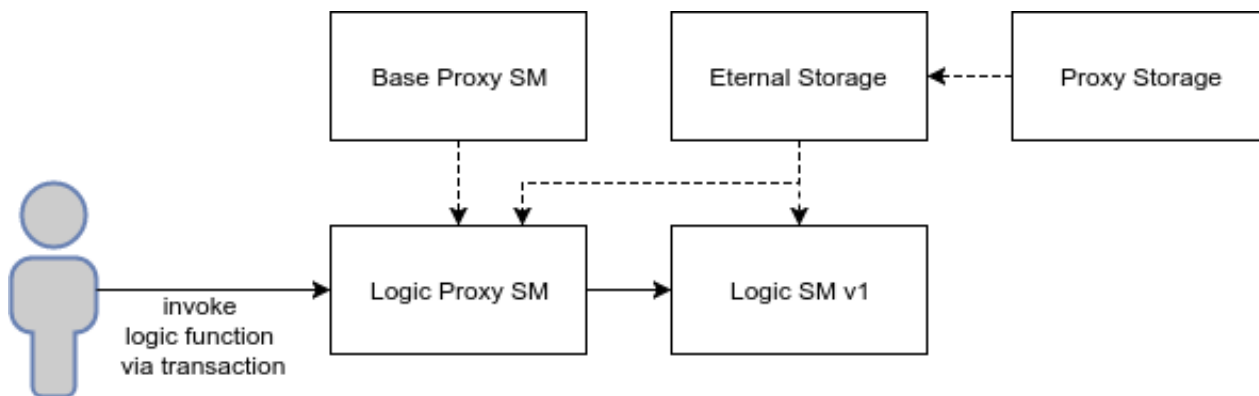 Base Proxy SM
Eternal Storage
Proxy Storage
Logic Proxy SM
Logic SM v1
invoke
logic function
via transaction